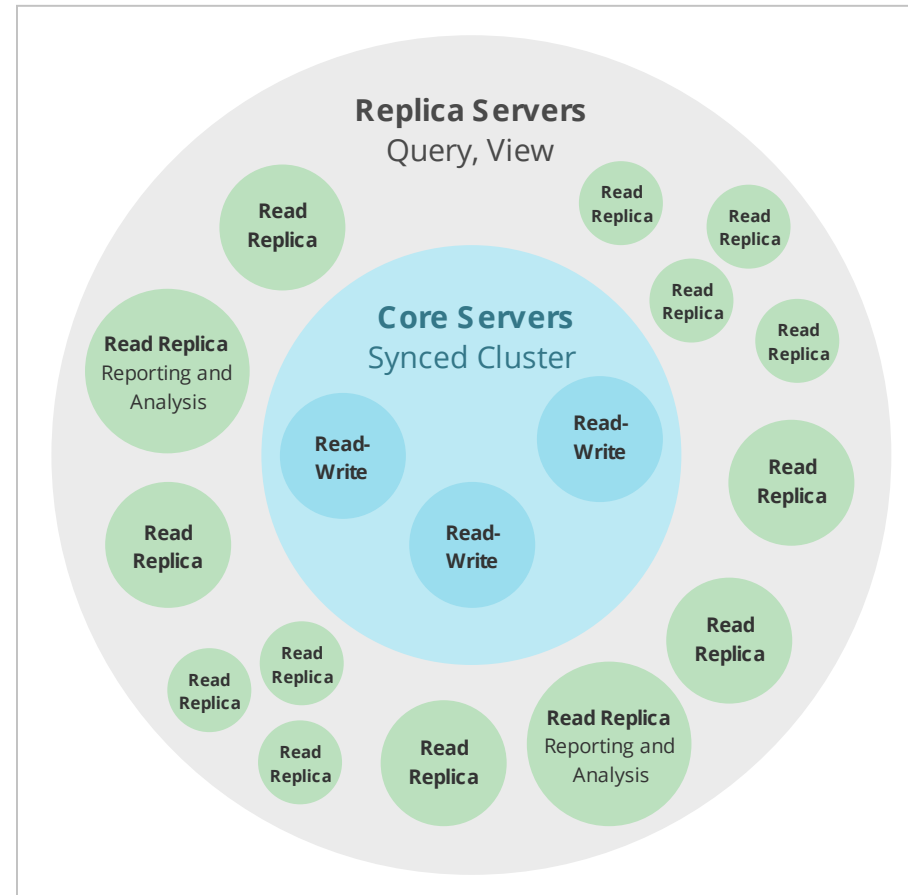 Replica Servers
Query, View
Read
Replica
Read
Replica
Read
Replica
Read
Replica
Read
Replica
Core Servers
Synced Cluster
Read Replica
Reporting and
Analysis
Read-
Write
Read-
Write
Read
Replica
Read
Replica
Read-
Write
Read
Replica
Read
Replica
Read
Replica
Read
Replica
Read
Replica
Read Replica
Reporting and
Analysis
Read
Replica